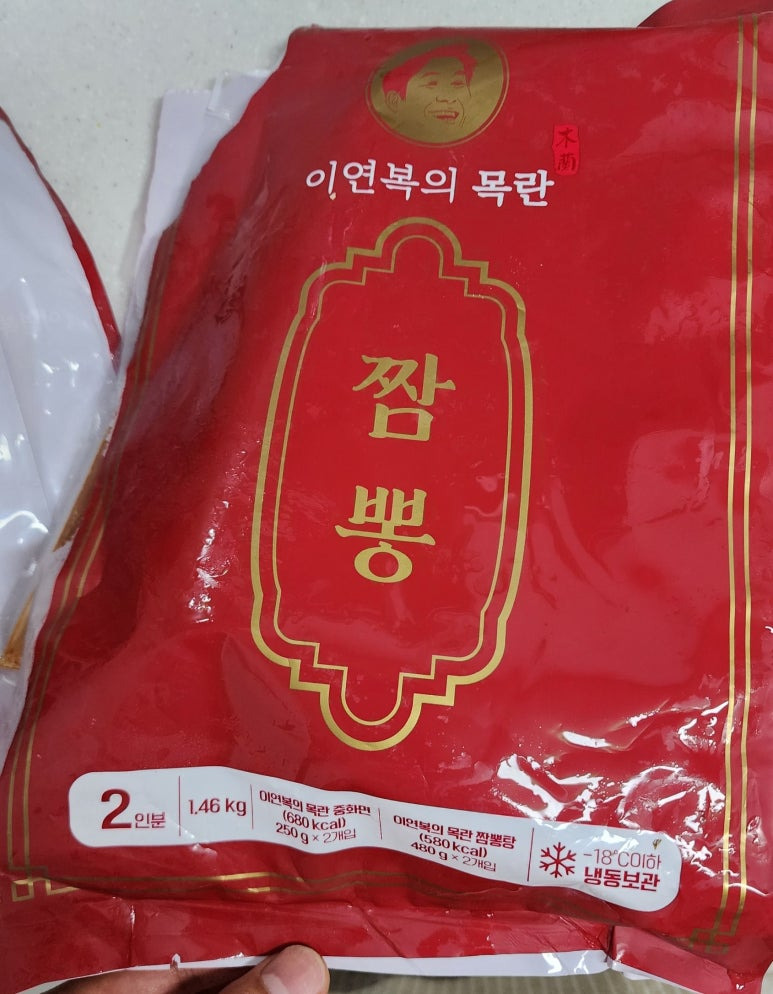 木蘭
이연복의 목란
짬
뽕
2인분
1.46 kg
이연복의 목란 중화면
(680 kcal)
250 g × 2개입
이연복의 목란 짬뽕탕
(580 kcal)
480 g × 2개입
-18℃이하
냉동보관